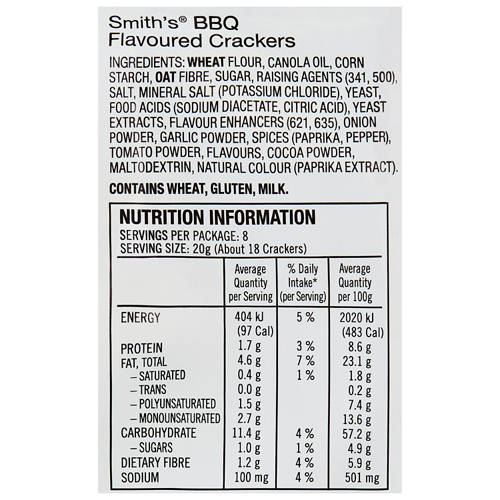 Smith's® BBQ
Flavoured Crackers
INGREDIENTS: WHEAT FLOUR, CANOLA OIL, CORN
STARCH, OAT FIBRE, SUGAR, RAISING AGENTS (341, 500),
SALT, MINERAL SALT (POTASSIUM CHLORIDE), YEAST,
FOOD ACIDS (SODIUM DIACETATE, CITRIC ACID), YEAST
EXTRACTS, FLAVOUR ENHANCERS (621, 635), ONION
POWDER, GARLIC POWDER, SPICES (PAPRIKA, PEPPER),
TOMATO POWDER, FLAVOURS, COCOA POWDER,
MALTODEXTRIN, NATURAL COLOUR (PAPRIKA EXTRACT).
CONTAINS WHEAT, GLUTEN, MILK.
NUTRITION INFORMATION
SERVINGS PER PACKAGE: 8
SERVING SIZE: 20g (About 18 Crackers)
Average % Daily Average
Quantity Intake* Quantity
per Serving (per Serving) per 100g
ENERGY 404 kJ 5 % 2020 kJ
(97 Cal) (483 Cal)
PROTEIN 1.7 g 3 % 8.6 g
FAT, TOTAL 4.6 g 7 % 23.1 g
– SATURATED 0.4 g 1 % 1.8 g
– TRANS 0.0 g 0.2 g
– POLYUNSATURATED 1.5 g 7.4 g
– MONOUNSATURATED 2.7 g 13.6 g
CARBOHYDRATE 11.4 g 4% 57.2 g
– SUGARS 1.0 g 1% 4.9 g
DIETARY FIBRE 1.2 g 4% 5.9 g
SODIUM 100 mg 4% 501 mg